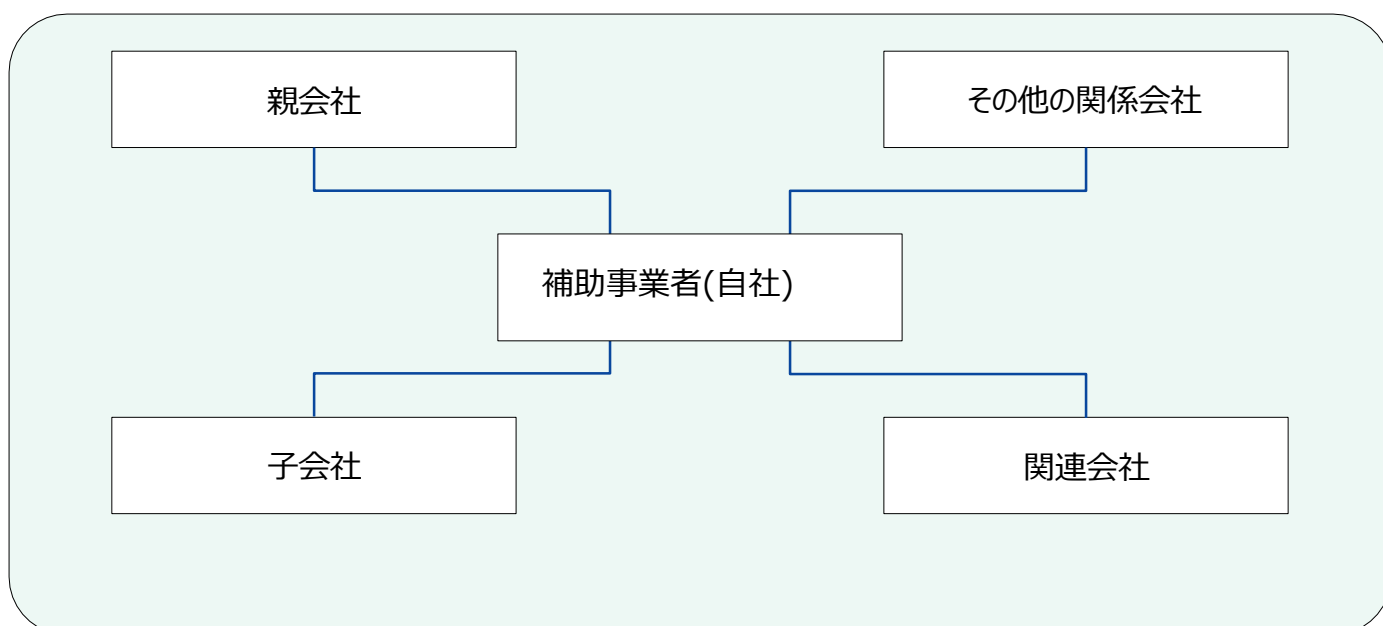 親会社
その他の関係会社
補助事業者(自社)
子会社
関連会社